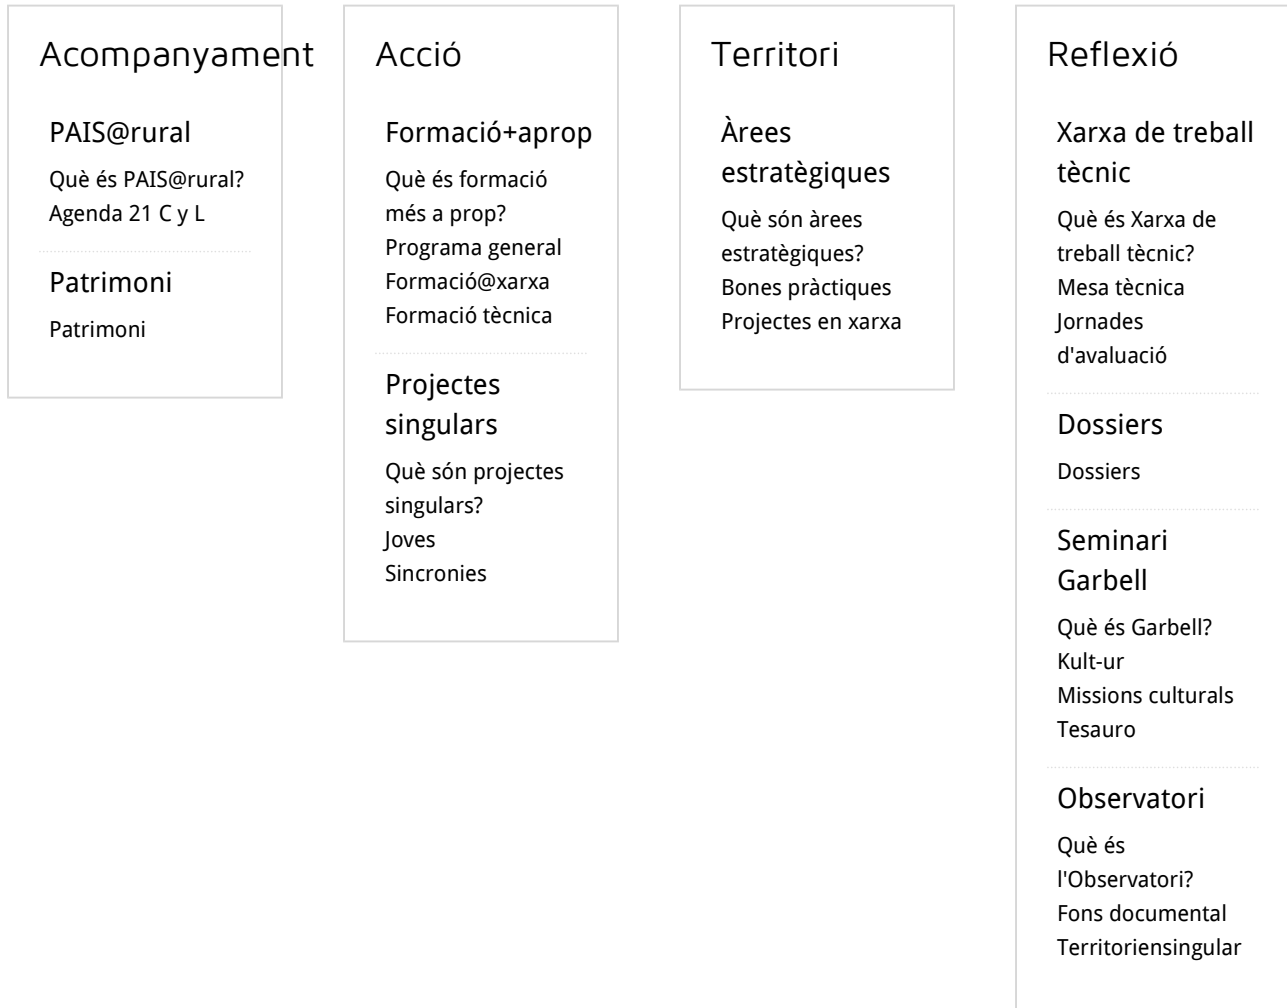 Acompanyament
PAIS@rural
Què és PAIS@rural?
Agenda 21 C y L
Patrimoni
Patrimoni
Acció
Formació+aprop
Què és formació
més a prop?
Programa general
Formació@xarxa
Formació tècnica
Projectes
singulars
Què són projectes
singulars?
Joves
Sincronies
Territori
Àrees
estratègiques
Què són àrees
estratègiques?
Bones pràctiques
Projectes en xarxa
Reflexió
Xarxa de treball
tècnic
Què és Xarxa de
treball tècnic?
Mesa tècnica
Jornades
d'avaluació
Dossiers
Dossiers
Seminari
Garbell
Què és Garbell?
Kult-ur
Missions culturals
Tesauro
Observatori
Què és
l'Observatori?
Fons documental
Territoriensingular